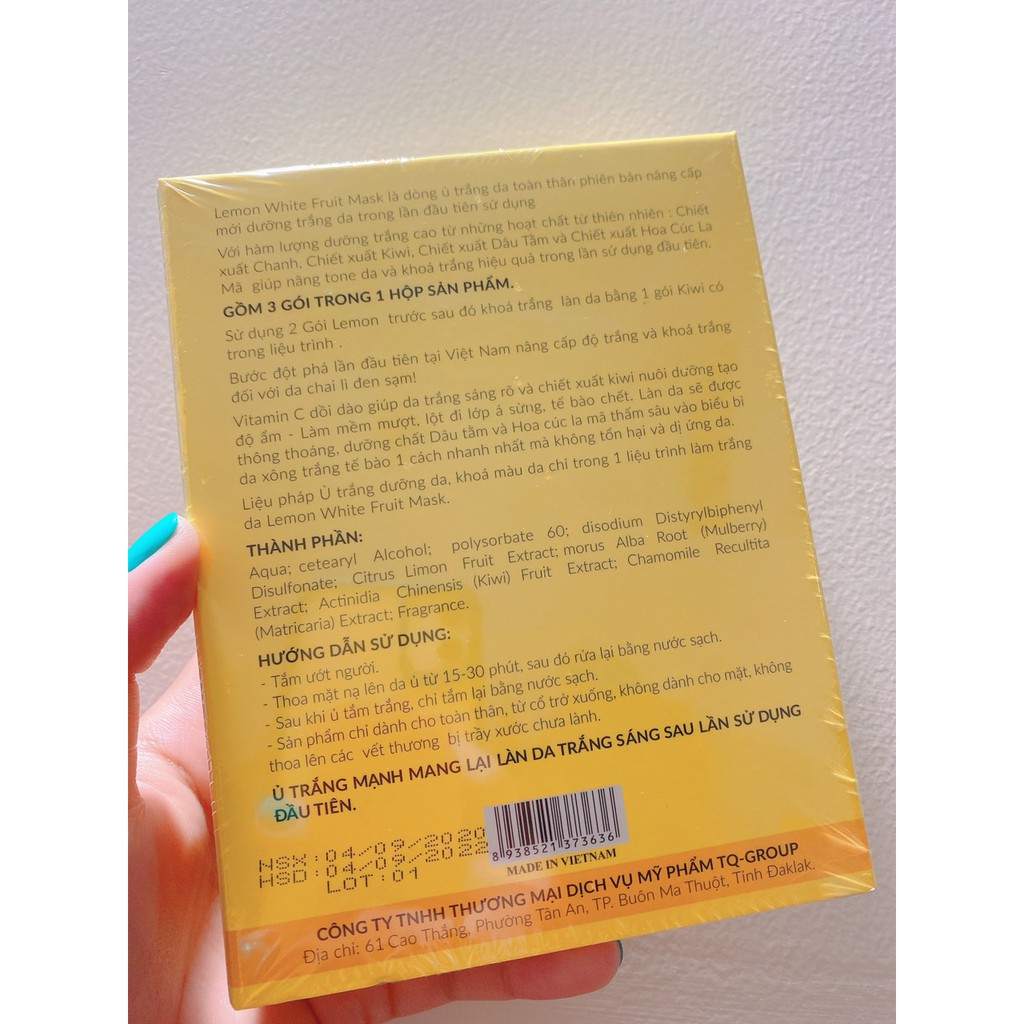 Lemon White Fruit Mask là dòng ủ trắng da toàn thân phiên bản nâng cấp
mới dưỡng trắng da trong lần đầu tiên sử dụng
Với hàm lượng dưỡng trắng cao từ những hoạt chất từ thiên nhiên : Chiết
xuất Chanh, Chiết xuất Kiwi, Chiết xuất Dâu Tằm và Chiết xuất Hoa Cúc La
Mã giúp nâng tone da và khoá trắng hiệu quả trong lần sử dụng đầu tiên.
GỒM 3 GÓI TRONG 1 HỘP SẢN PHẨM.
Sử dụng 2 Gói Lemon trước sau đó khoá trắng làn da bằng 1 gói Kiwi có
trong liệu trình .
Bước đột phá lần đầu tiên tại Việt Nam nâng cấp độ trắng và khoá trắng
đối với da chai lì đen sạm!
Vitamin C dồi dào giúp da trắng sáng rõ và chiết xuất kiwi nuôi dưỡng tạo
độ ẩm - Làm mềm mượt, lột đi lớp á sừng, tế bào chết. Làn da sẽ được
thông thoáng, dưỡng chất Dâu tằm và Hoa cúc la mã thấm sâu vào biểu bì
da xông trắng tế bào 1 cách nhanh nhất mà không tổn hại và dị ứng da.
Liệu pháp Ủ trắng dưỡng da, khoá màu da chỉ trong 1 liệu trình làm trắng
da Lemon White Fruit Mask.
THÀNH PHẦN:
Aqua; cetearyl Alcohol; polysorbate 60; disodium Distyrylbiphenyl
Disulfonate; Citrus Limon Fruit Extract; morus Alba Root (Mulberry)
Extract; Actinidia Chinensis (Kiwi) Fruit Extract; Chamomile Recultita
(Matricaria) Extract; Fragrance.
HƯỚNG DẪN SỬ DỤNG:
- Tắm ướt người.
- Thoa mặt nạ lên da ủ từ 15-30 phút, sau đó rửa lại bằng nước sạch.
- Sau khi ủ tắm trắng, chỉ tắm lại bằng nước sạch.
- Sản phẩm chỉ dành cho toàn thân, từ cổ trở xuống, không dành cho mặt, không
thoa lên các vết thương bị trầy xước chưa lành.
Ủ TRẮNG MẠNH MANG LẠI LÀN DA TRẮNG SÁNG SAU LẦN SỬ DỤNG
ĐẦU TIÊN.
NSX:04/09/2020
HSD:04/09/2022
LOT:01
8 938521 373636
MADE IN VIETNAM
CÔNG TY TNHH THƯƠNG MẠI DỊCH VỤ MỸ PHẨM TQ-GROUP
Địa chỉ: 61 Cao Thắng, Phường Tân An, TP. Buôn Ma Thuột, Tỉnh Đaklak.